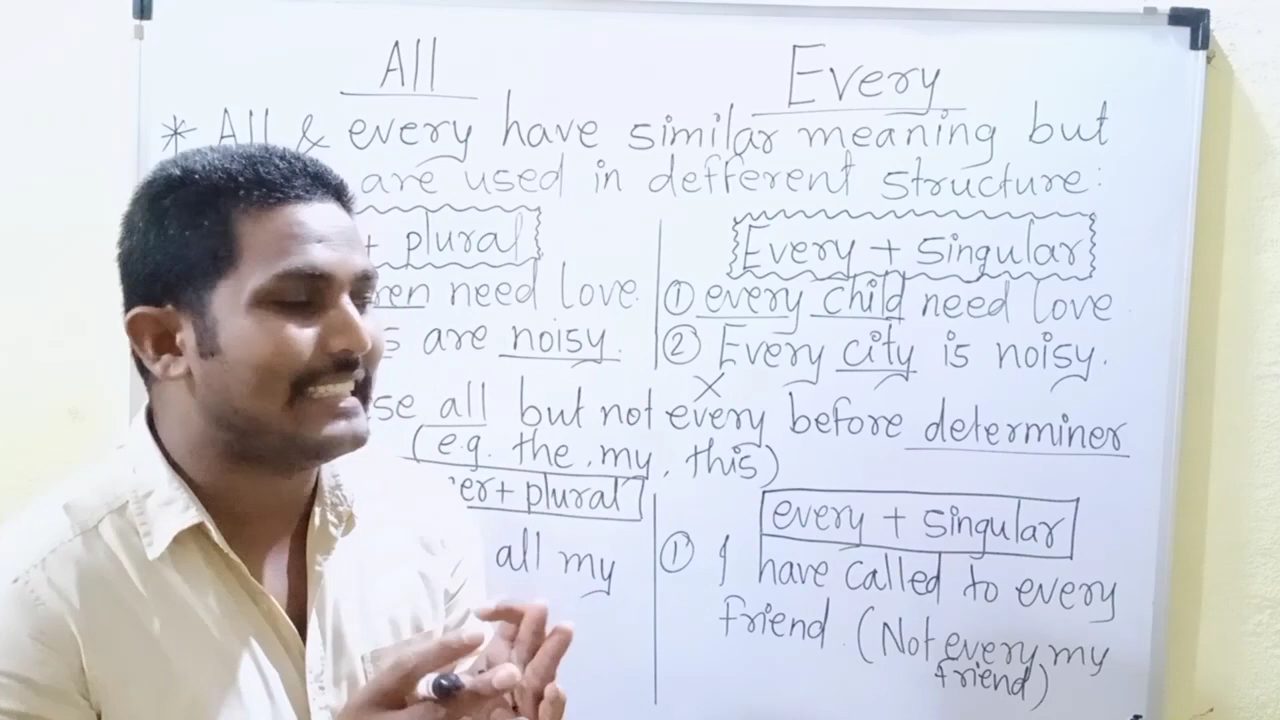 All Every
* All & every have similar meaning but
are used in defferent structure:
+ plural Every + singular
need love. ① every child need love
are noisy. ② Every city is noisy.
all but not every before determiner
(e.g. the, my, this)
+ plural every + singular
all my ① I have called to every
friend. (Not every my
friend)